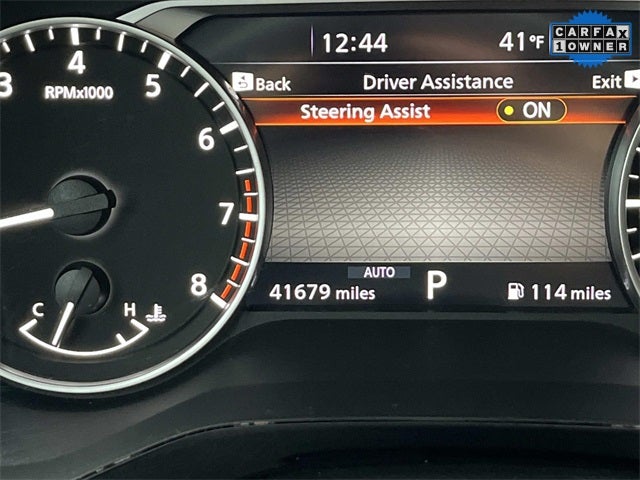 12:44 41°F
CARFAX
1 OWNER
Back Driver Assistance Exit
Steering Assist ON
3 4 5 6 7 8
RPMx1000
C H
AUTO
41679 miles P 114 miles